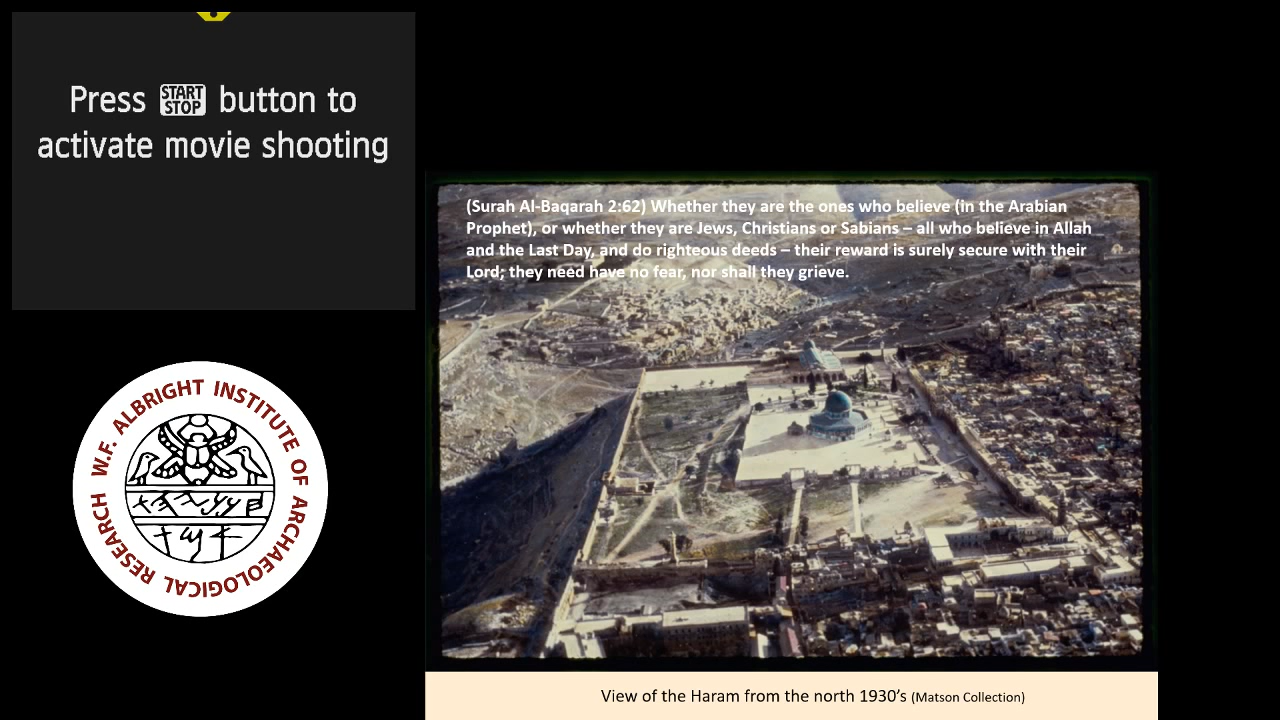 Press START STOP button to
activate movie shooting
W.F. ALBRIGHT INSTITUTE OF ARCHAEOLOGICAL RESEARCH
(Surah Al-Baqarah 2:62) Whether they are the ones who believe (in the Arabian
Prophet), or whether they are Jews, Christians or Sabians – all who believe in Allah
and the Last Day, and do righteous deeds – their reward is surely secure with their
Lord; they need have no fear, nor shall they grieve.
View of the Haram from the north 1930’s (Matson Collection)